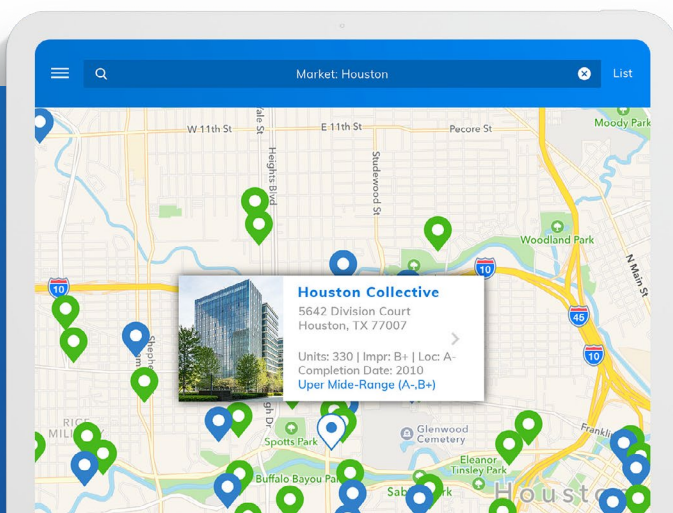 Market: Houston
List
W 11th St
E 11th St
Pecore St
Moody Park
Heights Blvd
Studewood St
Woodland Park
N Main St
10
10
45
10
Houston Collective
5642 Division Court
Houston, TX 77007
Units: 330 | Impr: B+ | Loc: A-
Completion Date: 2010
Uper Mide-Range (A-,B+)
Spotts Park
Glenwood
Cemetery
Eleanor
Tinsley Park
Buffalo Bayou Park